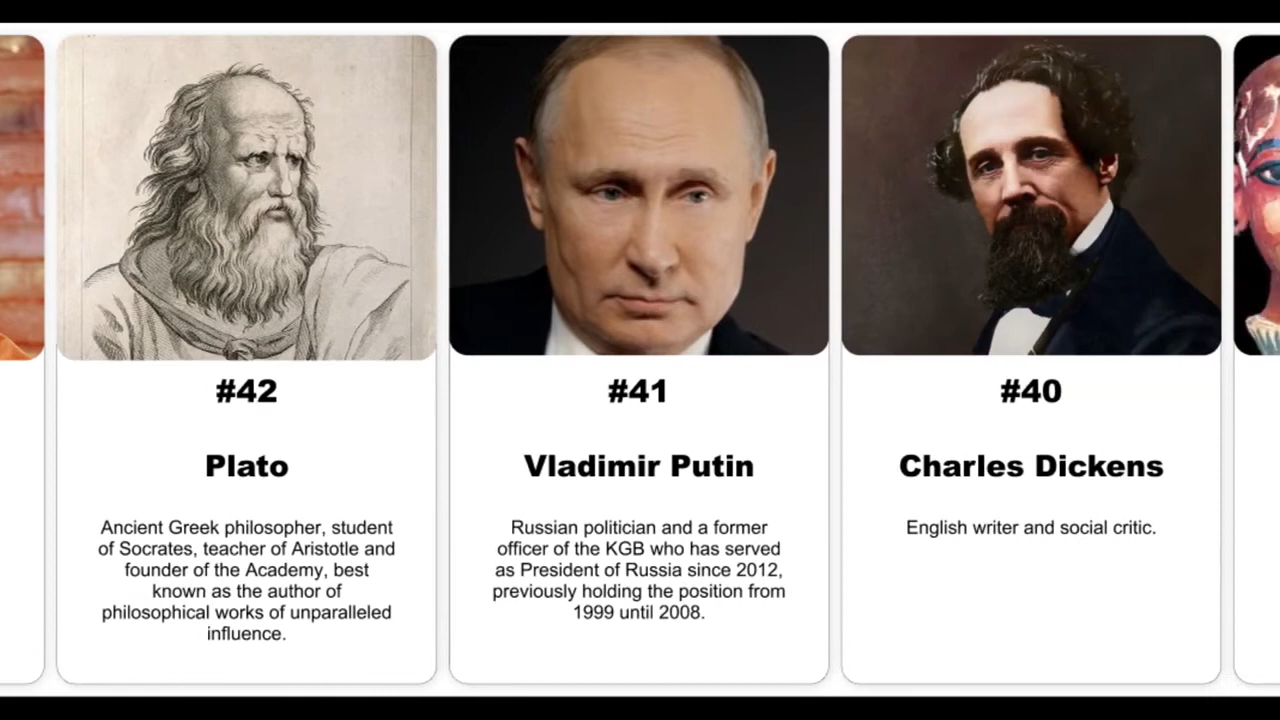 #42
Plato
Ancient Greek philosopher, student
of Socrates, teacher of Aristotle and
founder of the Academy, best
known as the author of
philosophical works of unparalleled
influence.
#41
Vladimir Putin
Russian politician and a former
officer of the KGB who has served
as President of Russia since 2012,
previously holding the position from
1999 until 2008.
#40
Charles Dickens
English writer and social critic.